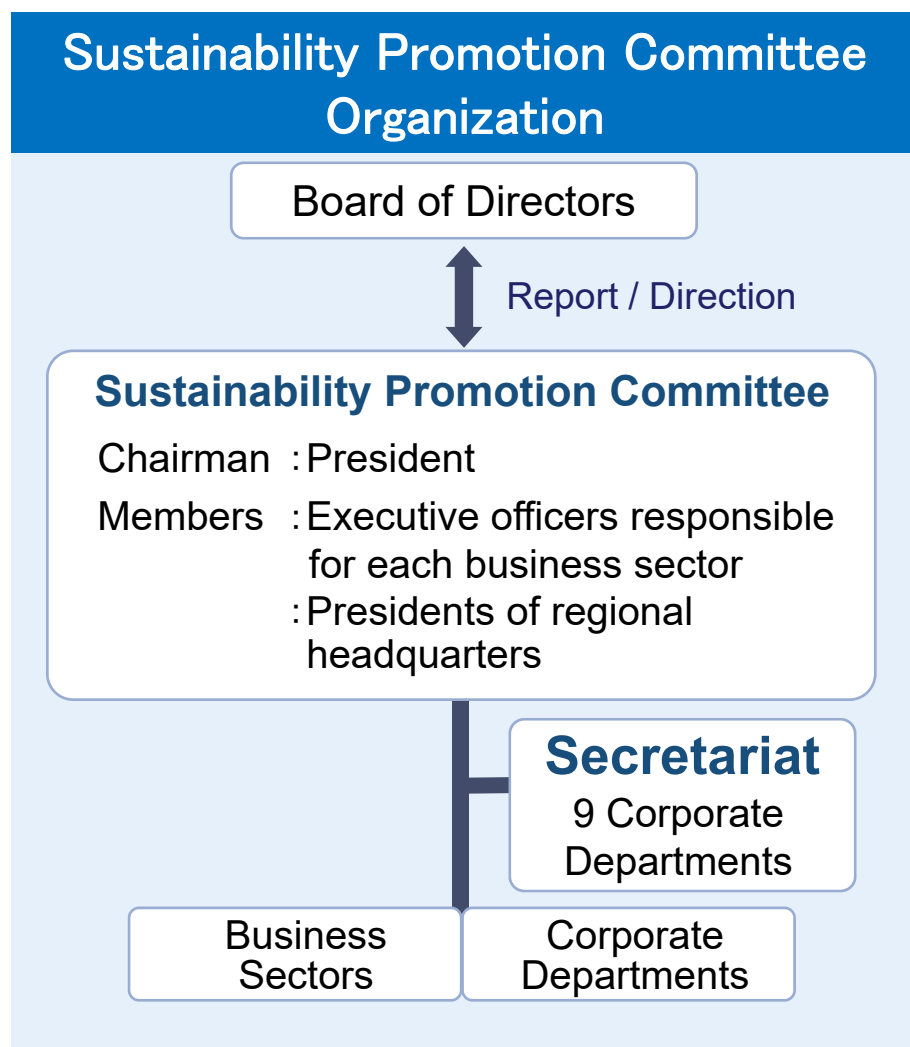 Sustainability Promotion Committee
Organization
Board of Directors
Report / Direction
Sustainability Promotion Committee
Chairman :President
Members :Executive officers responsible
for each business sector
:Presidents of regional
headquarters
Secretariat
9 Corporate
Departments
Business
Sectors
Corporate
Departments